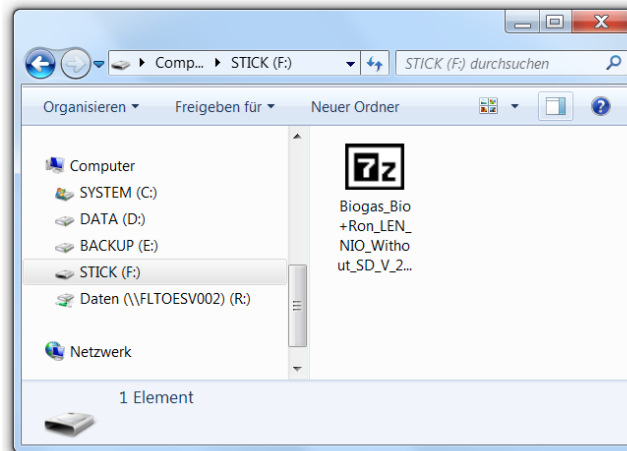 Comp... STICK (F:)
STICK (F:) durchsuchen
Organisieren Freigeben für Neuer Ordner
Computer
SYSTEM (C:)
DATA (D:)
BACKUP (E:)
STICK (F:)
Daten (\\FLTOESV002) (R:)
Netzwerk
7z
Biogas_Bio
+Ron_LEN_
NIO_Witho
ut_SD_V_2...
1 Element